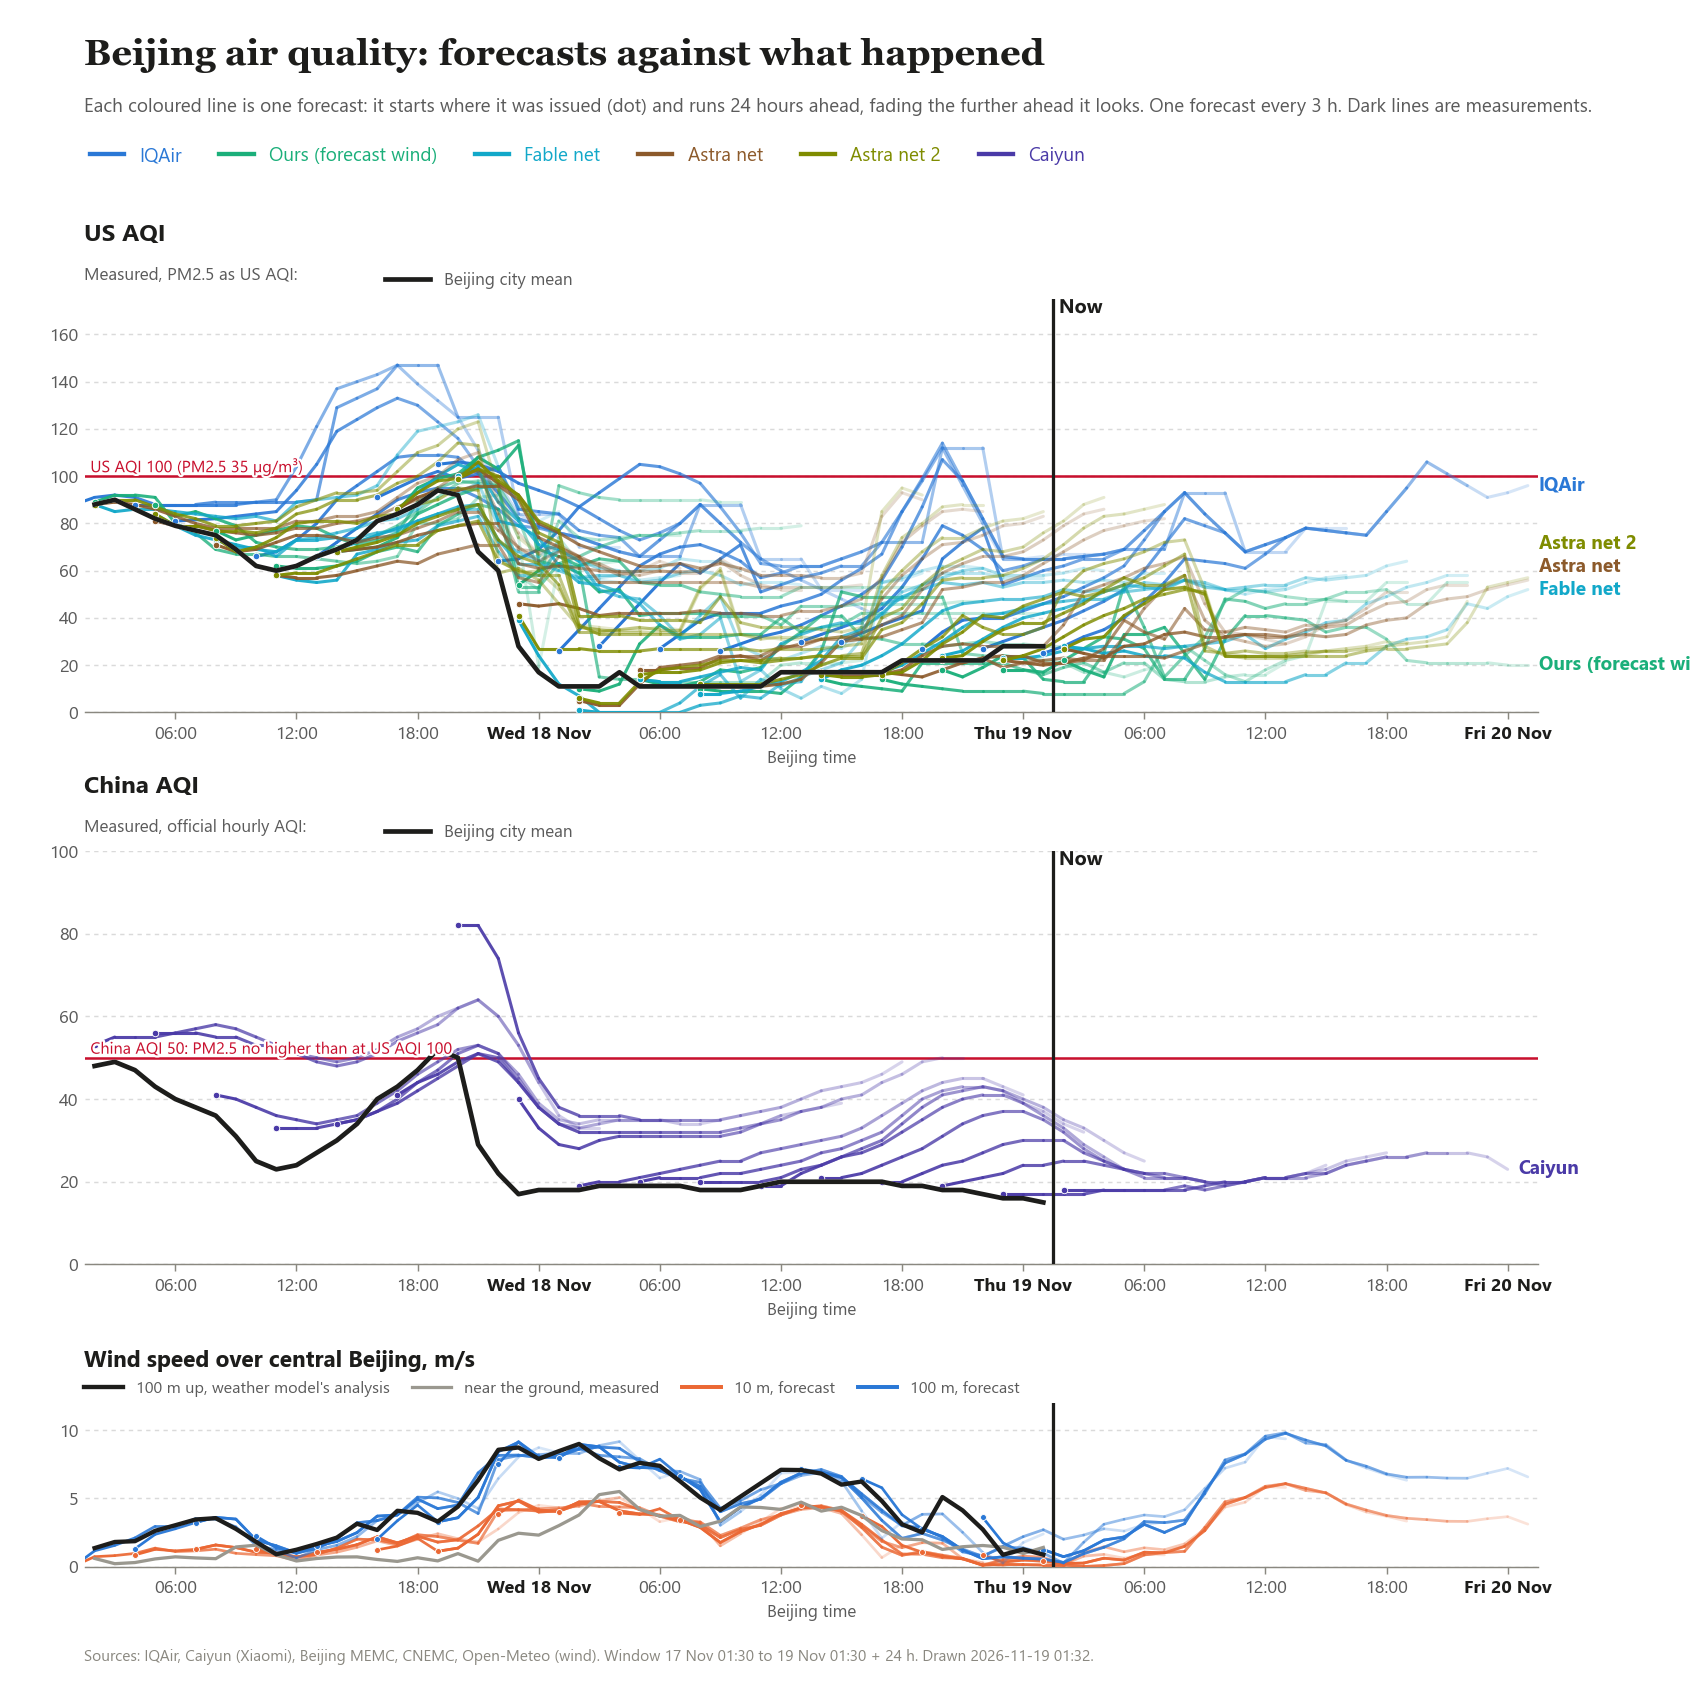 Beijing air quality: forecasts against what happened
Each coloured line is one forecast: it starts where it was issued (dot) and runs 24 hours ahead, fading the further ahead it looks. One forecast every 3 h. Dark lines are measurements.
IQAir Ours (forecast wind) Fable net Astra net Astra net 2 Caiyun
US AQI
Measured, PM2.5 as US AQI: Beijing city mean
Now
160
140
120
100
80
60
40
20
0
US AQI 100 (PM2.5 35 µg/m³)
IQAir
Astra net 2
Astra net
Fable net
Ours (forecast wi
06:00 12:00 18:00 Wed 18 Nov 06:00 12:00 18:00 Thu 19 Nov 06:00 12:00 18:00 Fri 20 Nov
Beijing time
China AQI
Measured, official hourly AQI: Beijing city mean
Now
100
80
60
40
20
0
China AQI 50: PM2.5 no higher than at US AQI 100
Caiyun
06:00 12:00 18:00 Wed 18 Nov 06:00 12:00 18:00 Thu 19 Nov 06:00 12:00 18:00 Fri 20 Nov
Beijing time
Wind speed over central Beijing, m/s
100 m up, weather model's analysis near the ground, measured 10 m, forecast 100 m, forecast
10
5
0
06:00 12:00 18:00 Wed 18 Nov 06:00 12:00 18:00 Thu 19 Nov 06:00 12:00 18:00 Fri 20 Nov
Beijing time
Sources: IQAir, Caiyun (Xiaomi), Beijing MEMC, CNEMC, Open-Meteo (wind). Window 17 Nov 01:30 to 19 Nov 01:30 + 24 h. Drawn 2026-11-19 01:32.